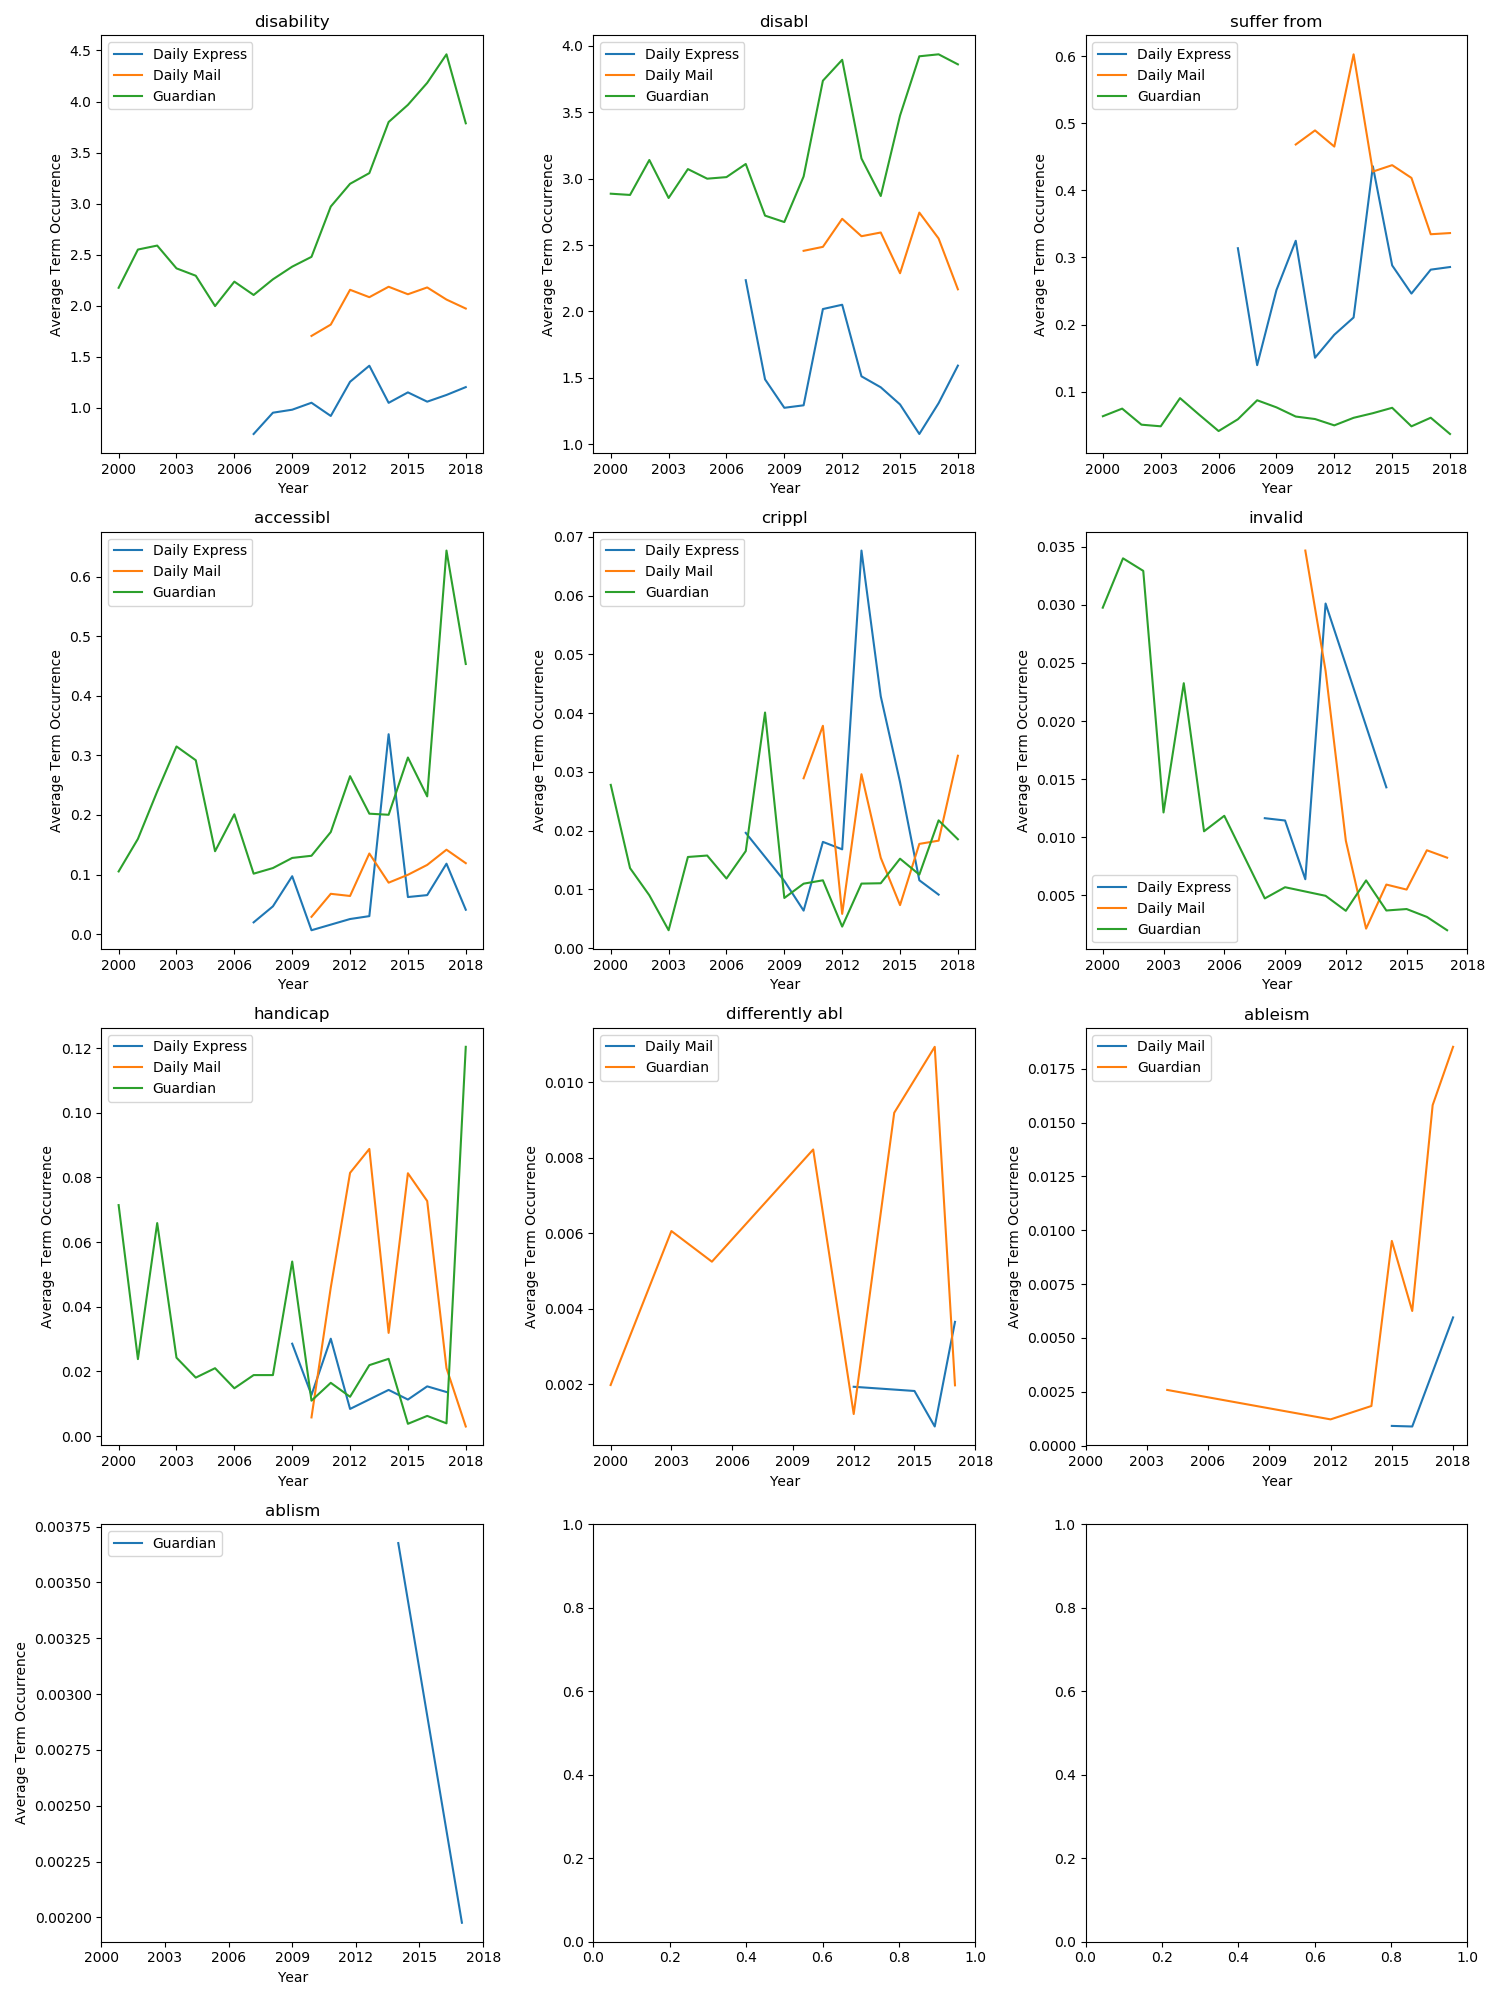 disability
Daily Express
Daily Mail
Guardian
4.5
4.0
3.5
3.0
2.5
2.0
1.5
1.0
Average Term Occurrence
2000 2003 2006 2009 2012 2015 2018
Year
disabl
Daily Express
Daily Mail
Guardian
4.0
3.5
3.0
2.5
2.0
1.5
1.0
Average Term Occurrence
2000 2003 2006 2009 2012 2015 2018
Year
suffer from
Daily Express
Daily Mail
Guardian
0.6
0.5
0.4
0.3
0.2
0.1
Average Term Occurrence
2000 2003 2006 2009 2012 2015 2018
Year
accessibl
Daily Express
Daily Mail
Guardian
0.6
0.5
0.4
0.3
0.2
0.1
0.0
Average Term Occurrence
2000 2003 2006 2009 2012 2015 2018
Year
crippl
Daily Express
Daily Mail
Guardian
0.07
0.06
0.05
0.04
0.03
0.02
0.01
0.00
Average Term Occurrence
2000 2003 2006 2009 2012 2015 2018
Year
invalid
0.035
0.030
0.025
0.020
0.015
0.010
0.005
Average Term Occurrence
Daily Express
Daily Mail
Guardian
2000 2003 2006 2009 2012 2015 2018
Year
handicap
Daily Express
Daily Mail
Guardian
0.12
0.10
0.08
0.06
0.04
0.02
0.00
Average Term Occurrence
2000 2003 2006 2009 2012 2015 2018
Year
differently abl
Daily Mail
Guardian
0.010
0.008
0.006
0.004
0.002
Average Term Occurrence
2000 2003 2006 2009 2012 2015 2018
Year
ableism
Daily Mail
Guardian
0.0175
0.0150
0.0125
0.0100
0.0075
0.0050
0.0025
0.0000
Average Term Occurrence
2000 2003 2006 2009 2012 2015 2018
Year
ablism
Guardian
0.00375
0.00350
0.00325
0.00300
0.00275
0.00250
0.00225
0.00200
Average Term Occurrence
2000 2003 2006 2009 2012 2015 2018
Year
1.0
0.8
0.6
0.4
0.2
0.0
0.0 0.2 0.4 0.6 0.8 1.0
1.0
0.8
0.6
0.4
0.2
0.0
0.0 0.2 0.4 0.6 0.8 1.0